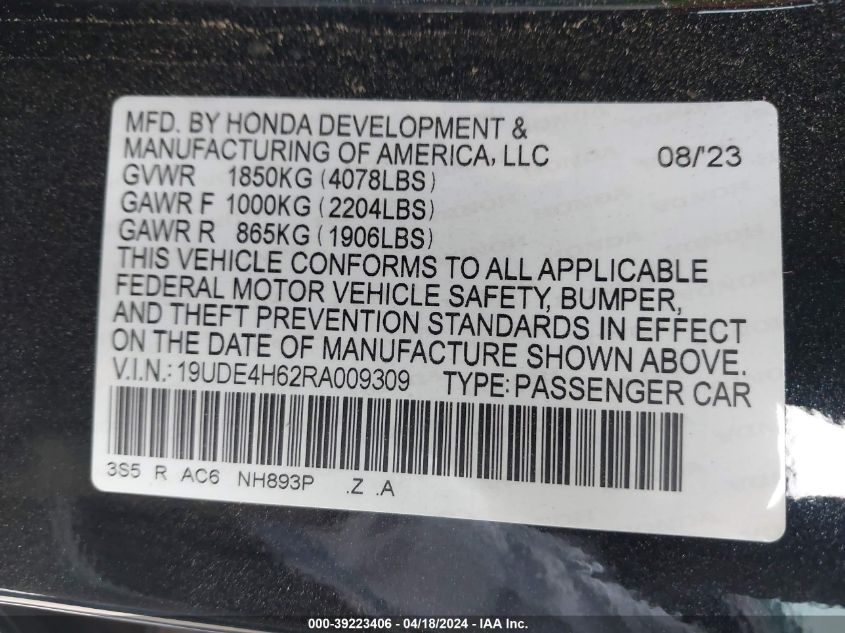 MFD. BY HONDA DEVELOPMENT &
MANUFACTURING OF AMERICA, LLC 08/'23
GVWR 1850KG (4078LBS)
GAWR F 1000KG (2204LBS)
GAWR R 865KG (1906LBS)
THIS VEHICLE CONFORMS TO ALL APPLICABLE
FEDERAL MOTOR VEHICLE SAFETY, BUMPER,
AND THEFT PREVENTION STANDARDS IN EFFECT
ON THE DATE OF MANUFACTURE SHOWN ABOVE.
V.I.N.: 19UDE4H62RA009309 TYPE: PASSENGER CAR
3S5 R AC6 NH893P .Z .A
000-39223406 - 04/18/2024 - IAAI Inc.